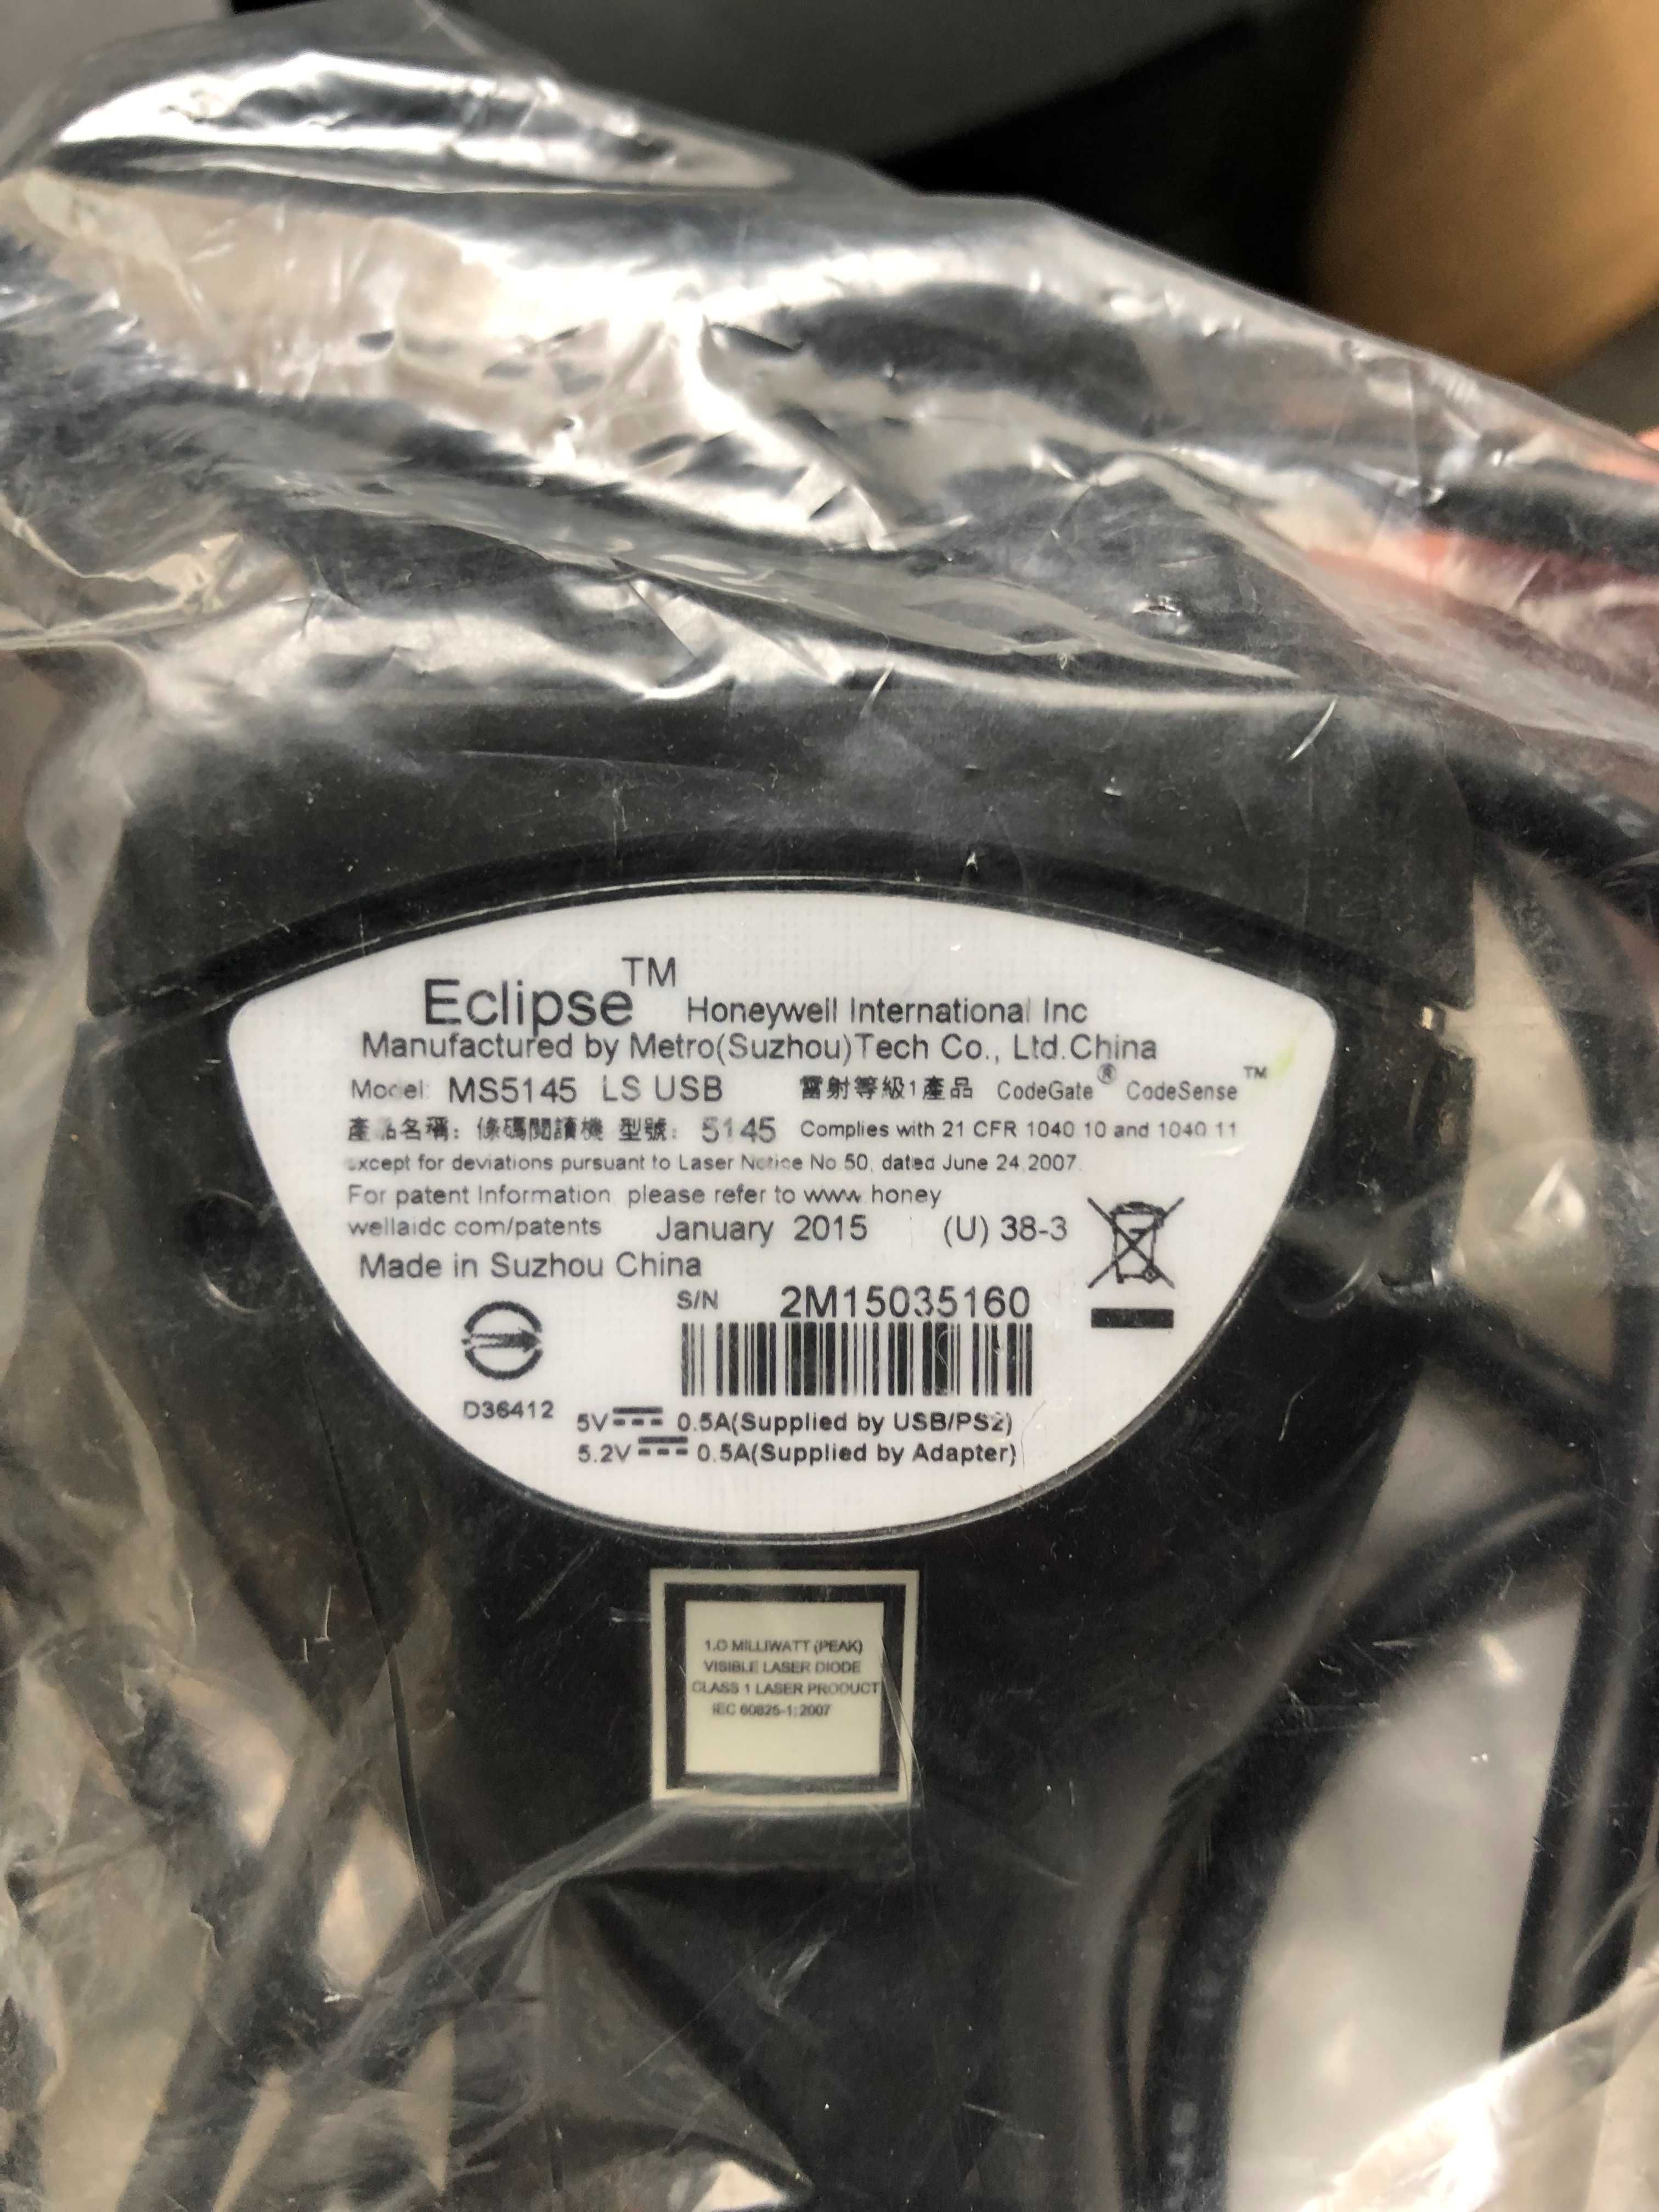 Eclipse™ Honeywell International Inc
Manufactured by Metro(Suzhou)Tech Co., Ltd.China
Model: MS5145 LS USB 雷射等級1產品 CodeGate® CodeSense™
產品名稱：條碼閱讀機 型號：5145 Complies with 21 CFR 1040 10 and 1040 11
except for deviations pursuant to Laser Notice No.50, dated June 24,2007.
For patent Information please refer to www honey
wellaidc com/patents January 2015 (U) 38-3
Made in Suzhou China
S/N 2M15035160
D36412
5V 0.5A(Supplied by USB/PS2)
5.2V 0.5A(Supplied by Adapter)
1.0 MILLIWATT (PEAK)
VISIBLE LASER DIODE
CLASS 1 LASER PRODUCT
IEC 60825-1:2007